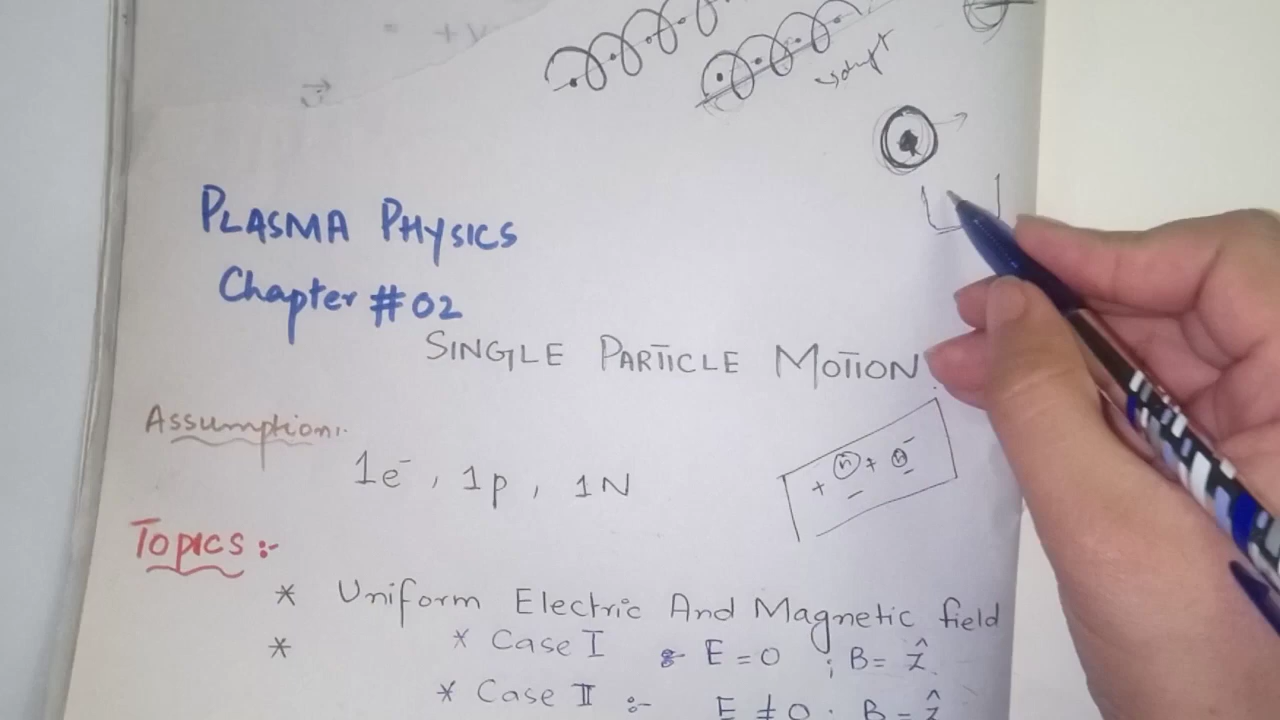 PLASMA PHYSICS
Chapter #02
SINGLE PARTICLE MOTION
Assumption:.
1e⁻, 1p, 1N
+ n + n⁻
Topics :-
* Uniform Electric And Magnetic field
* * Case I :- E = 0 ; B = ẑ
* Case II :- E ≠ 0 ; B = ẑ